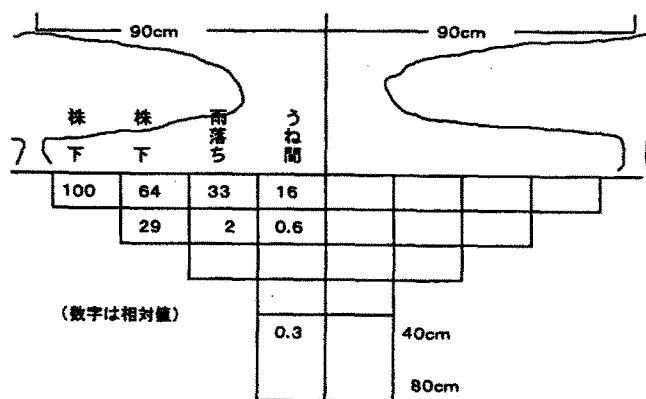 90cm 90cm
株下 株下 雨落ち うね間
100 64 33 16
29 2 0.6
(数字は相対値)
0.3 40cm
80cm